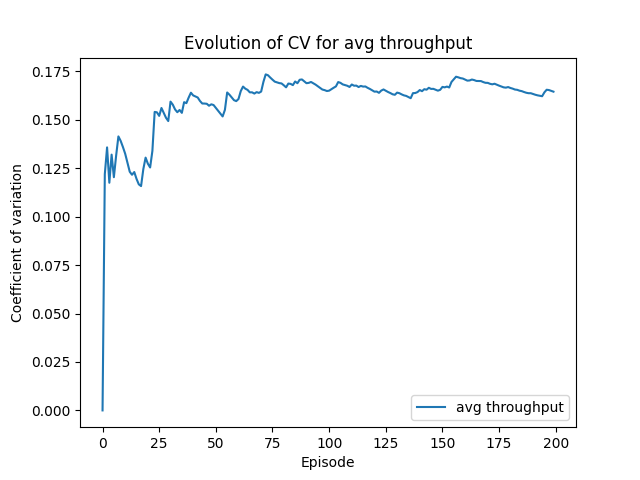 Evolution of CV for avg throughput
Coefficient of variation
0.175
0.150
0.125
0.100
0.075
0.050
0.025
0.000
avg throughput
0 25 50 75 100 125 150 175 200
Episode